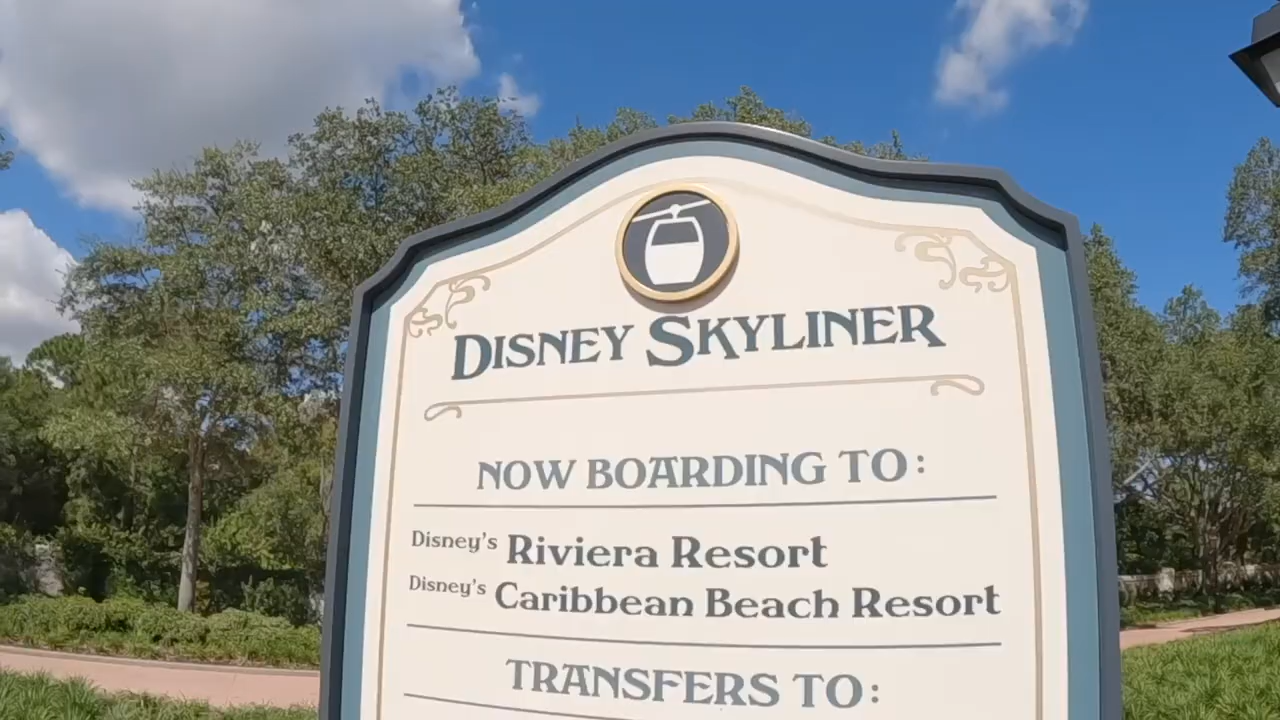 DISNEY SKYLINER
NOW BOARDING TO:
Disney's Riviera Resort
Disney's Caribbean Beach Resort
TRANSFERS TO: